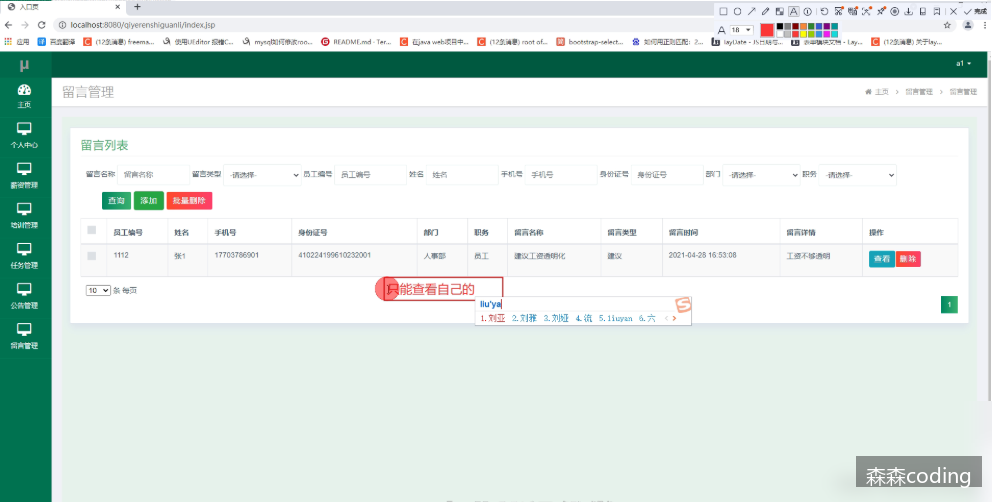 入口页
localhost:8080/qiyerenshiguanli/index.jsp
完成
A 18
应用 百度翻译 (12条消息) freema... 使用UEditor 报错C... mysql如何修改roo... README.md · Ter... 在java web项目中... (12条消息) root of... bootstrap-select... 如何用正则匹配： 2... layDate - JS日期与... 表单模块文档 - Lay... (12条消息) 关于lay...
μ
a1
主页
个人中心
薪资管理
培训管理
任务管理
公告管理
留言管理
留言管理
主页 > 留言管理 > 留言管理
留言列表
留言名称 留言名称 留言类型 -请选择- 员工编号 员工编号 姓名 姓名 手机号 手机号 身份证号 身份证号 部门 -请选择- 职务 -请选择-
查询 添加 批量删除
员工编号 姓名 手机号 身份证号 部门 职务 留言名称 留言类型 留言时间 留言详情 操作
1112 张1 17703786901 410224199610232001 人事部 员工 建议工资透明化 建议 2021-04-28 16:53:08 工资不够透明 查看 删除
10 条 每页
只能查看自己的
liu'ya
1.刘亚 2.刘雅 3.刘娅 4.流 5.liuyan 6.六
1
森森coding